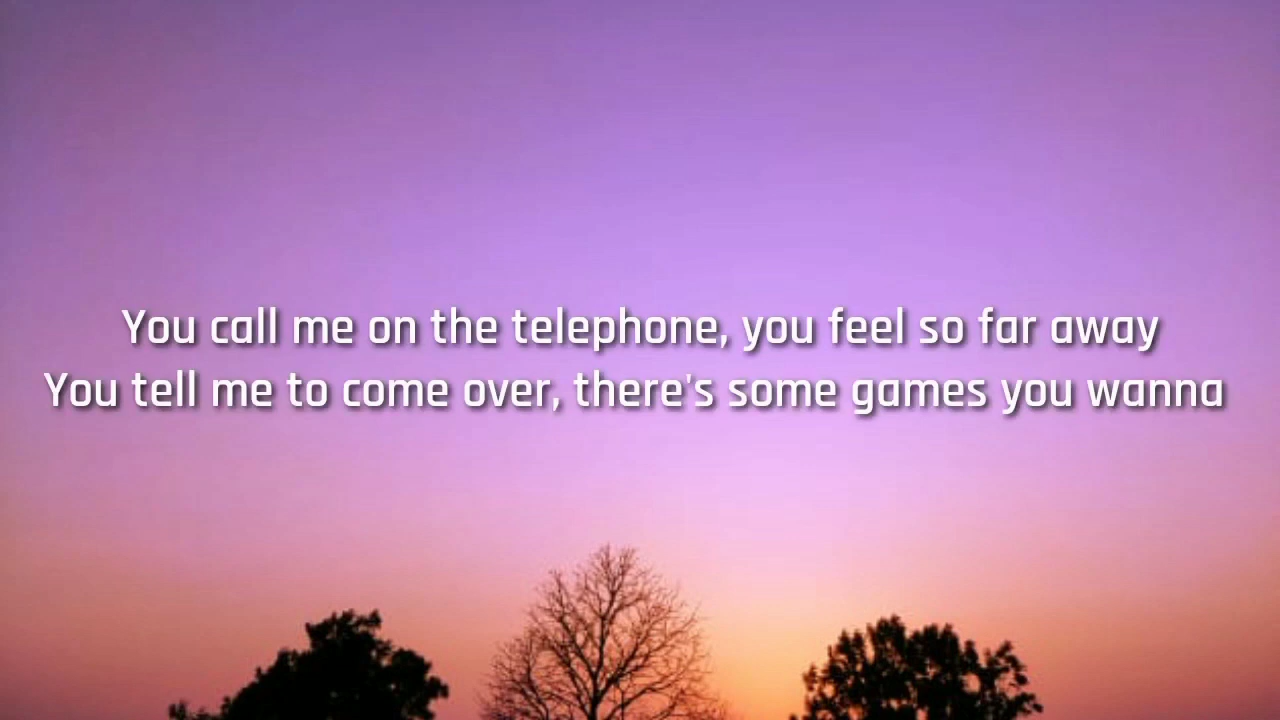 You call me on the telephone, you feel so far away
You tell me to come over, there's some games you wanna